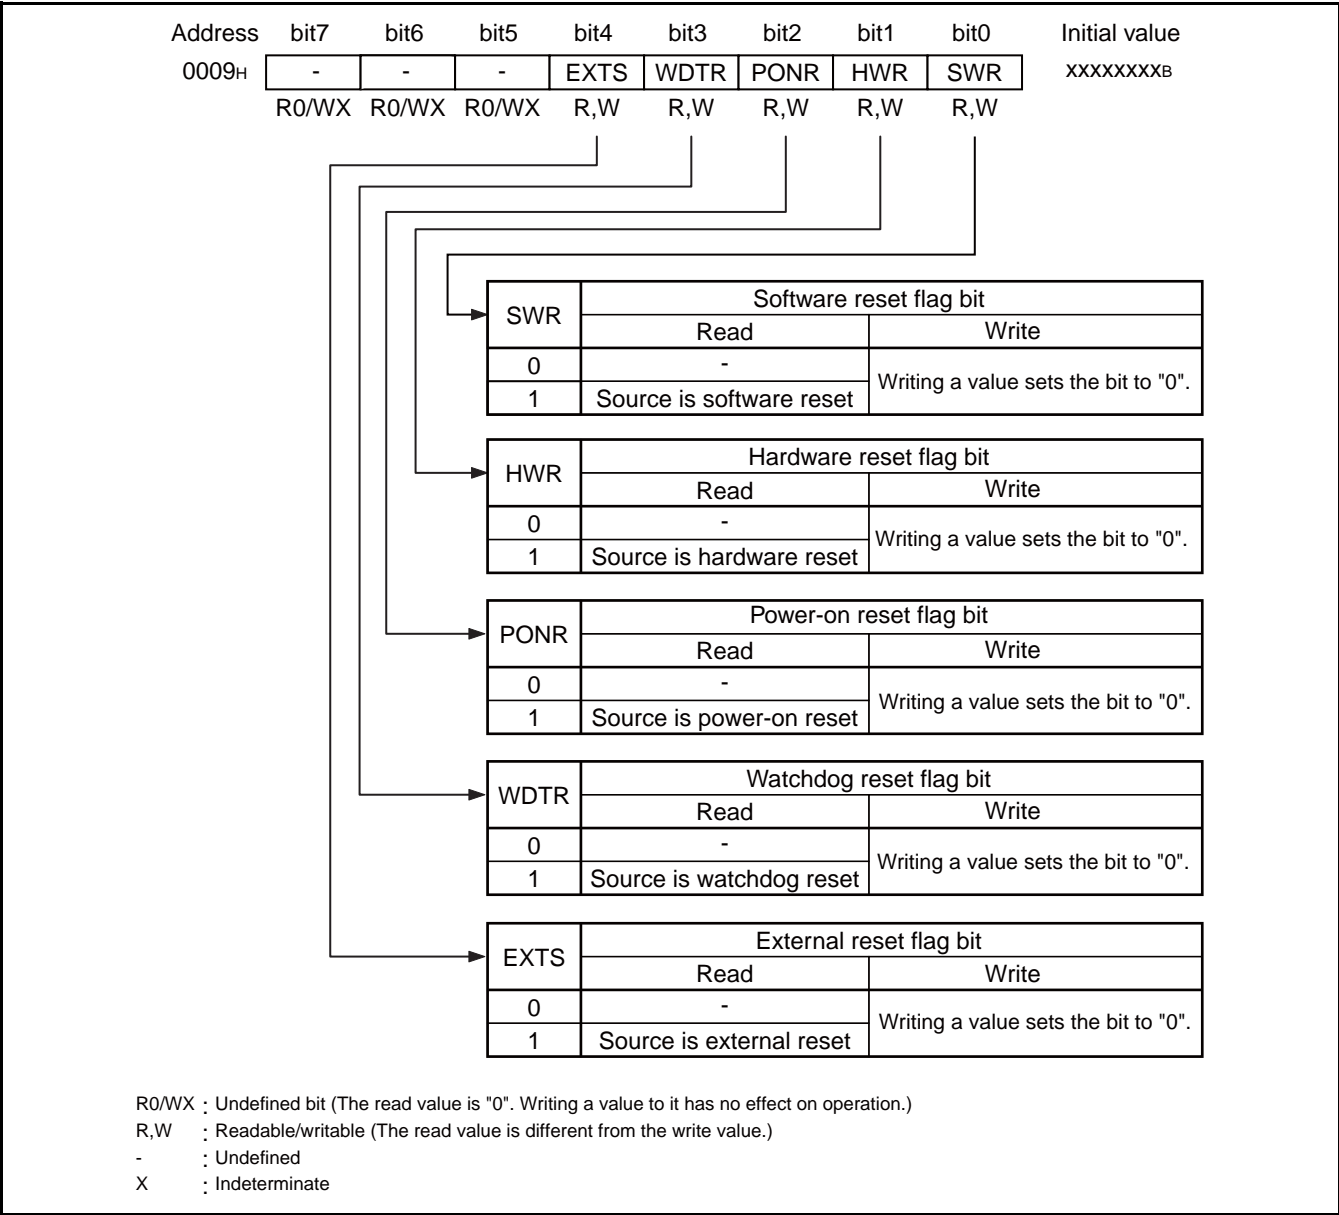 Address bit7 bit6 bit5 bit4 bit3 bit2 bit1 bit0 Initial value
0009H - - - EXTS WDTR PONR HWR SWR XXXXXXXXB
R0/WX R0/WX R0/WX R,W R,W R,W R,W R,W
SWR Software reset flag bit
Read Write
0 - Writing a value sets the bit to "0".
1 Source is software reset
HWR Hardware reset flag bit
Read Write
0 - Writing a value sets the bit to "0".
1 Source is hardware reset
PONR Power-on reset flag bit
Read Write
0 - Writing a value sets the bit to "0".
1 Source is power-on reset
WDTR Watchdog reset flag bit
Read Write
0 - Writing a value sets the bit to "0".
1 Source is watchdog reset
EXTS External reset flag bit
Read Write
0 - Writing a value sets the bit to "0".
1 Source is external reset
R0/WX : Undefined bit (The read value is "0". Writing a value to it has no effect on operation.)
R,W : Readable/writable (The read value is different from the write value.)
- : Undefined
X : Indeterminate